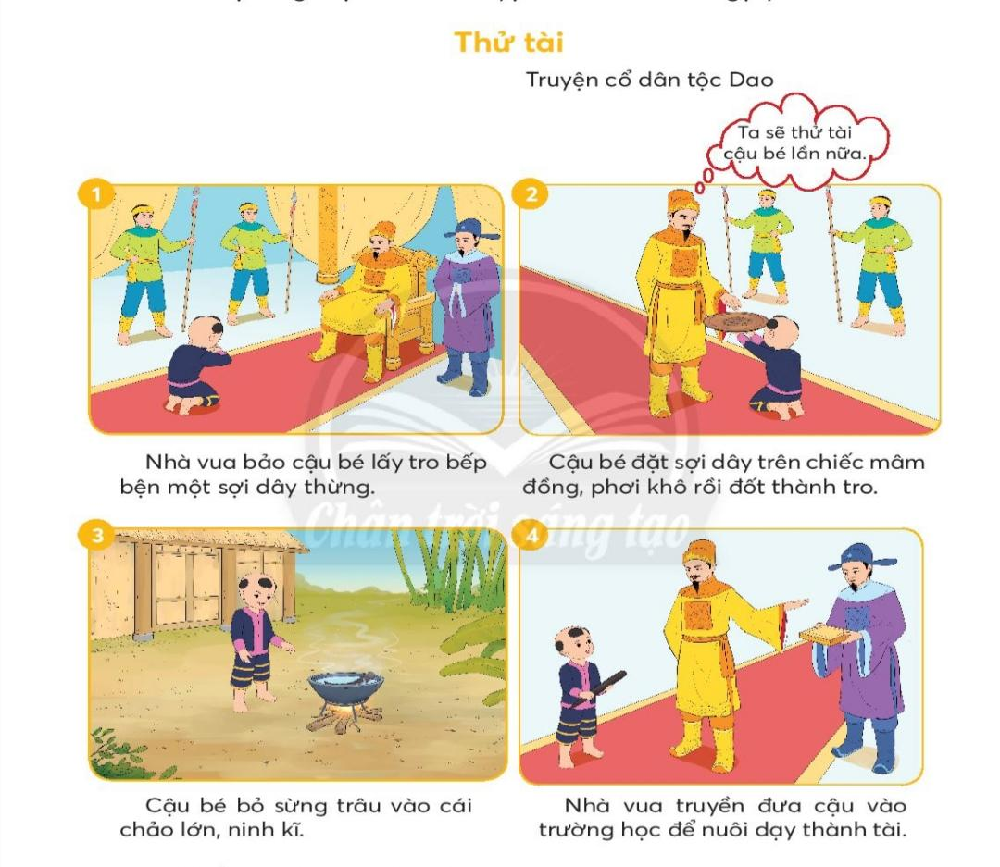 Thử tài
Truyện cổ dân tộc Dao
Ta sẽ thử tài
cậu bé lần nữa.
1
2
Nhà vua bảo cậu bé lấy tro bếp
bện một sợi dây thừng.
Cậu bé đặt sợi dây trên chiếc mâm
đồng, phơi khô rồi đốt thành tro.
Chân trời sáng tạo
3
4
Cậu bé bỏ sừng trâu vào cái
chảo lớn, ninh kĩ.
Nhà vua truyền đưa cậu vào
trường học để nuôi dạy thành tài.